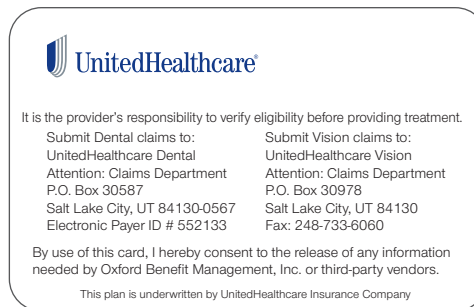 UnitedHealthcare®
It is the provider's responsibility to verify eligibility before providing treatment.
Submit Dental claims to:
UnitedHealthcare Dental
Attention: Claims Department
P.O. Box 30587
Salt Lake City, UT 84130-0567
Electronic Payer ID # 552133
Submit Vision claims to:
UnitedHealthcare Vision
Attention: Claims Department
P.O. Box 30978
Salt Lake City, UT 84130
Fax: 248-733-6060
By use of this card, I hereby consent to the release of any information
needed by Oxford Benefit Management, Inc. or third-party vendors.
This plan is underwritten by UnitedHealthcare Insurance Company